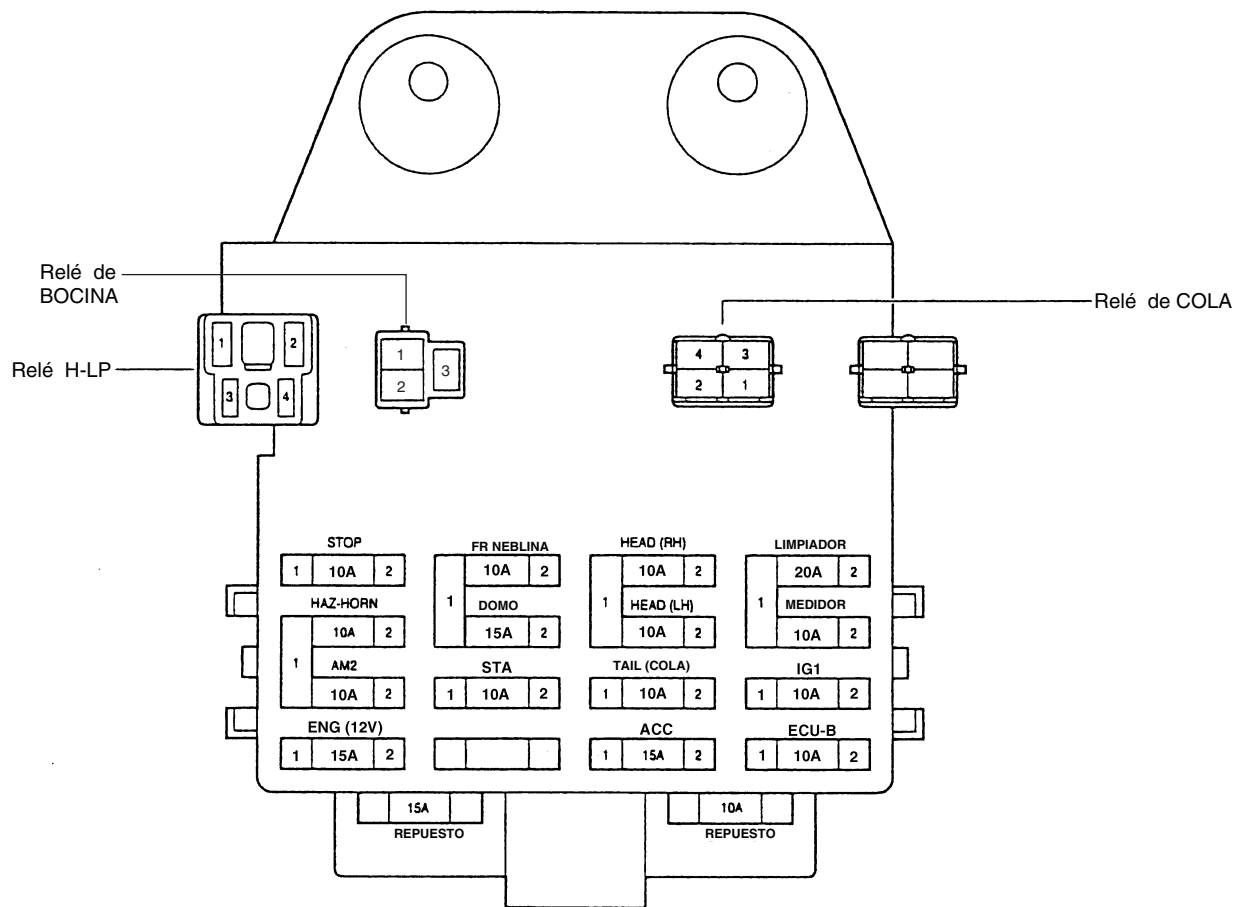 Relé de
BOCINA
Relé de COLA
Relé H-LP
1 2
3 4
1
2
3
4 3
2 1
STOP
1 10A 2
FR NEBLINA
10A 2
HEAD (RH)
10A 2
LIMPIADOR
20A 2
HAZ-HORN
10A 2
1
DOMO
15A 2
1
HEAD (LH)
10A 2
1
MEDIDOR
10A 2
1
AM2
10A 2
STA
1 10A 2
TAIL (COLA)
1 10A 2
IG1
1 10A 2
ENG (12V)
1 15A 2
ACC
1 15A 2
ECU-B
1 10A 2
15A
REPUESTO
10A
REPUESTO